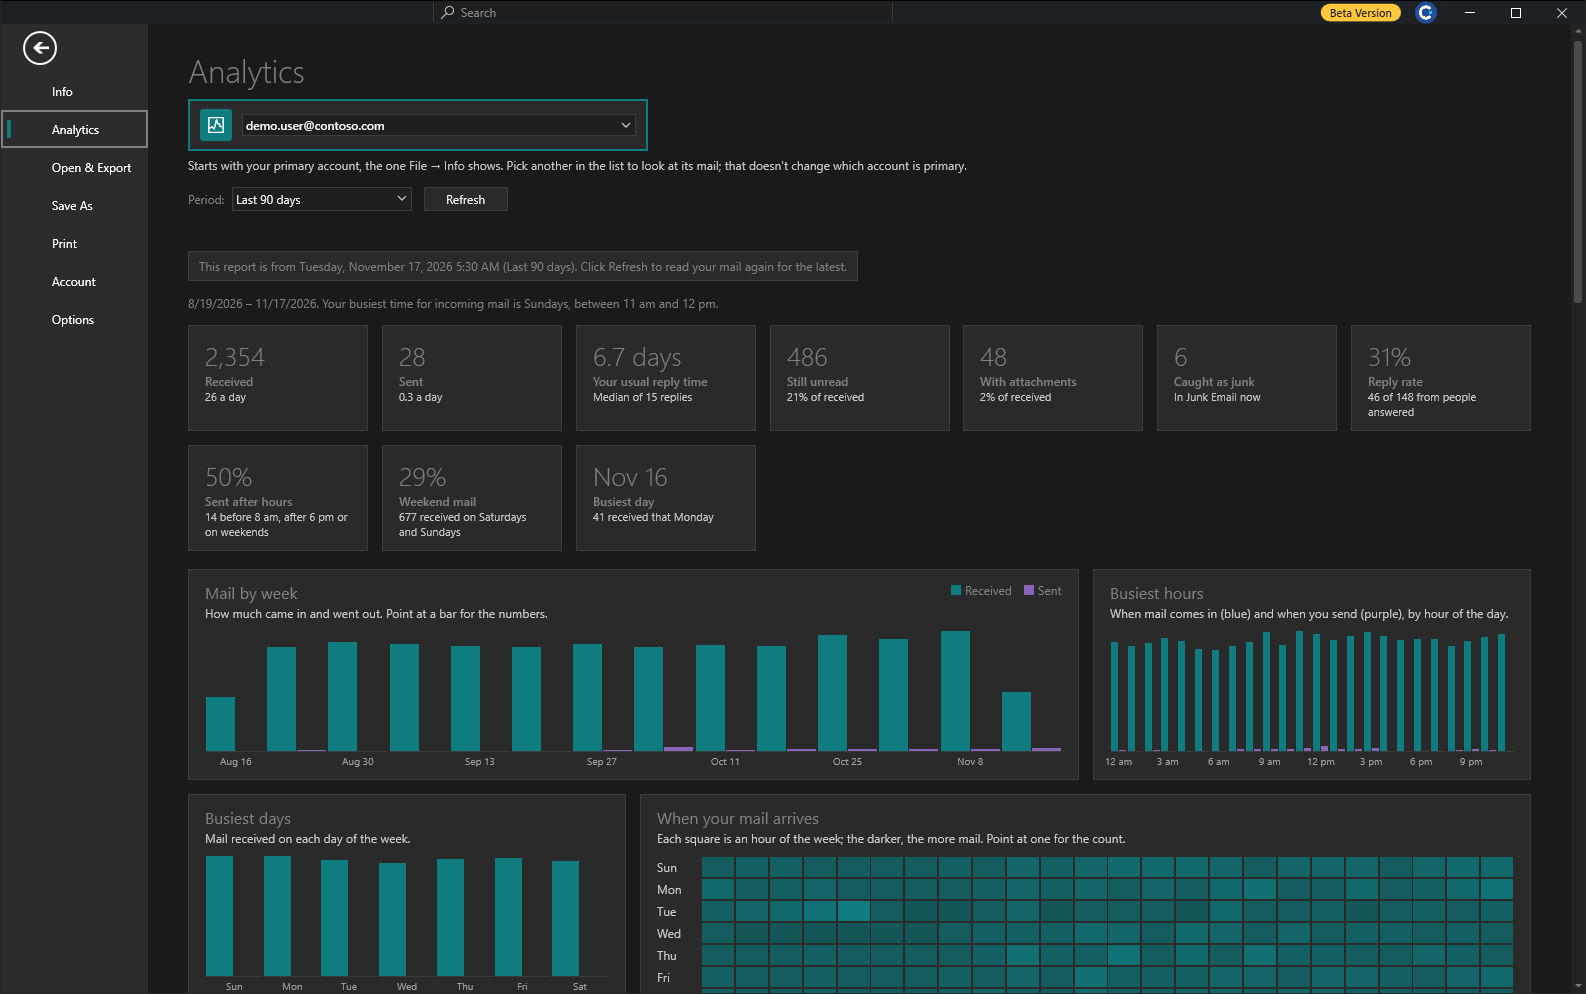 Search
Beta Version
Info
Analytics
Open & Export
Save As
Print
Account
Options
Analytics
demo.user@contoso.com
Starts with your primary account, the one File → Info shows. Pick another in the list to look at its mail; that doesn't change which account is primary.
Period: Last 90 days Refresh
This report is from Tuesday, November 17, 2026 5:30 AM (Last 90 days). Click Refresh to read your mail again for the latest.
8/19/2026 – 11/17/2026. Your busiest time for incoming mail is Sundays, between 11 am and 12 pm.
2,354
Received
26 a day
28
Sent
0.3 a day
6.7 days
Your usual reply time
Median of 15 replies
486
Still unread
21% of received
48
With attachments
2% of received
6
Caught as junk
In Junk Email now
31%
Reply rate
46 of 148 from people
answered
50%
Sent after hours
14 before 8 am, after 6 pm or
on weekends
29%
Weekend mail
677 received on Saturdays
and Sundays
Nov 16
Busiest day
41 received that Monday
Mail by week
Received Sent
How much came in and went out. Point at a bar for the numbers.
Aug 16 Aug 30 Sep 13 Sep 27 Oct 11 Oct 25 Nov 8
Busiest hours
When mail comes in (blue) and when you send (purple), by hour of the day.
12 am 3 am 6 am 9 am 12 pm 3 pm 6 pm 9 pm
Busiest days
Mail received on each day of the week.
Sun Mon Tue Wed Thu Fri Sat
When your mail arrives
Each square is an hour of the week; the darker, the more mail. Point at one for the count.
Sun
Mon
Tue
Wed
Thu
Fri